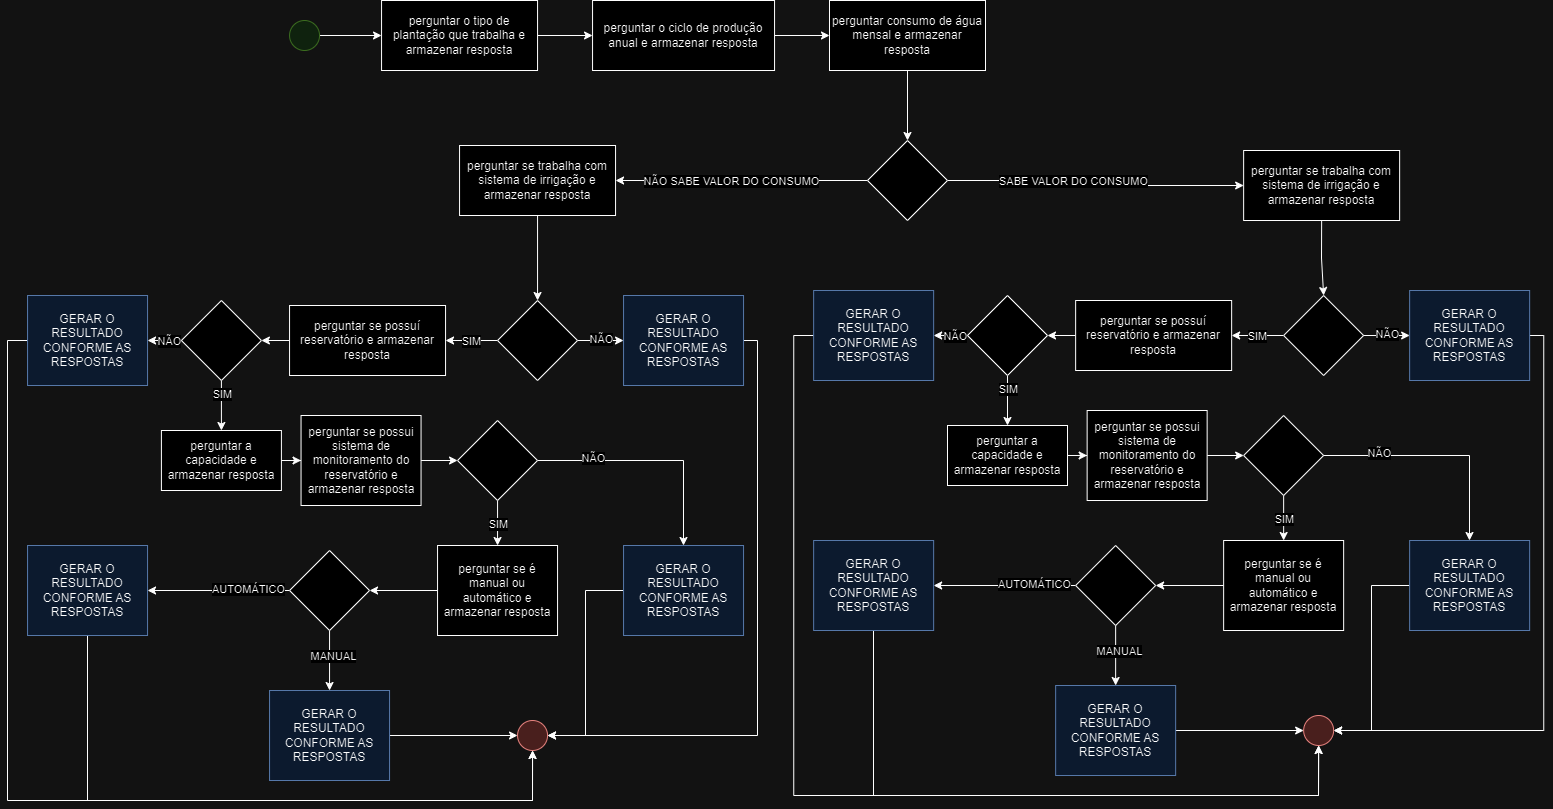 perguntar o tipo de
plantação que trabalha e
armazenar resposta
perguntar o ciclo de produção
anual e armazenar resposta
perguntar consumo de água
mensal e armazenar
resposta
perguntar se trabalha com
sistema de irrigação e
armazenar resposta
NÃO SABE VALOR DO CONSUMO
SABE VALOR DO CONSUMO
perguntar se trabalha com
sistema de irrigação e
armazenar resposta
GERAR O
RESULTADO
CONFORME AS
RESPOSTAS
NÃO
perguntar se possuí
reservatório e armazenar
resposta
SIM
NÃO
GERAR O
RESULTADO
CONFORME AS
RESPOSTAS
SIM
perguntar a
capacidade e
armazenar resposta
perguntar se possui
sistema de
monitoramento do
reservatório e
armazenar resposta
NÃO
SIM
GERAR O
RESULTADO
CONFORME AS
RESPOSTAS
AUTOMÁTICO
perguntar se é
manual ou
automático e
armazenar resposta
GERAR O
RESULTADO
CONFORME AS
RESPOSTAS
MANUAL
GERAR O
RESULTADO
CONFORME AS
RESPOSTAS
GERAR O
RESULTADO
CONFORME AS
RESPOSTAS
NÃO
perguntar se possuí
reservatório e armazenar
resposta
SIM
NÃO
GERAR O
RESULTADO
CONFORME AS
RESPOSTAS
SIM
perguntar a
capacidade e
armazenar resposta
perguntar se possui
sistema de
monitoramento do
reservatório e
armazenar resposta
NÃO
SIM
GERAR O
RESULTADO
CONFORME AS
RESPOSTAS
AUTOMÁTICO
perguntar se é
manual ou
automático e
armazenar resposta
GERAR O
RESULTADO
CONFORME AS
RESPOSTAS
MANUAL
GERAR O
RESULTADO
CONFORME AS
RESPOSTAS